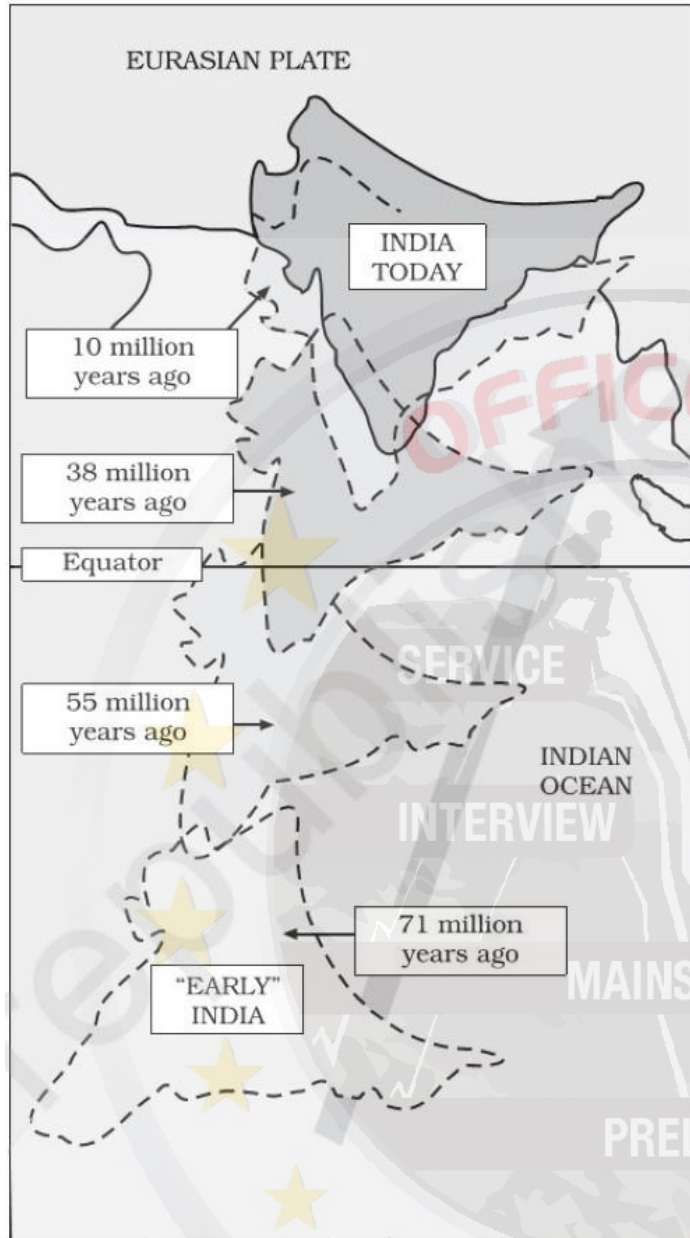 EURASIAN PLATE
INDIA
TODAY
10 million
years ago
38 million
years ago
Equator
SERVICE
55 million
years ago
INDIAN
OCEAN
INTERVIEW
71 million
years ago
"EARLY"
INDIA
MAINS